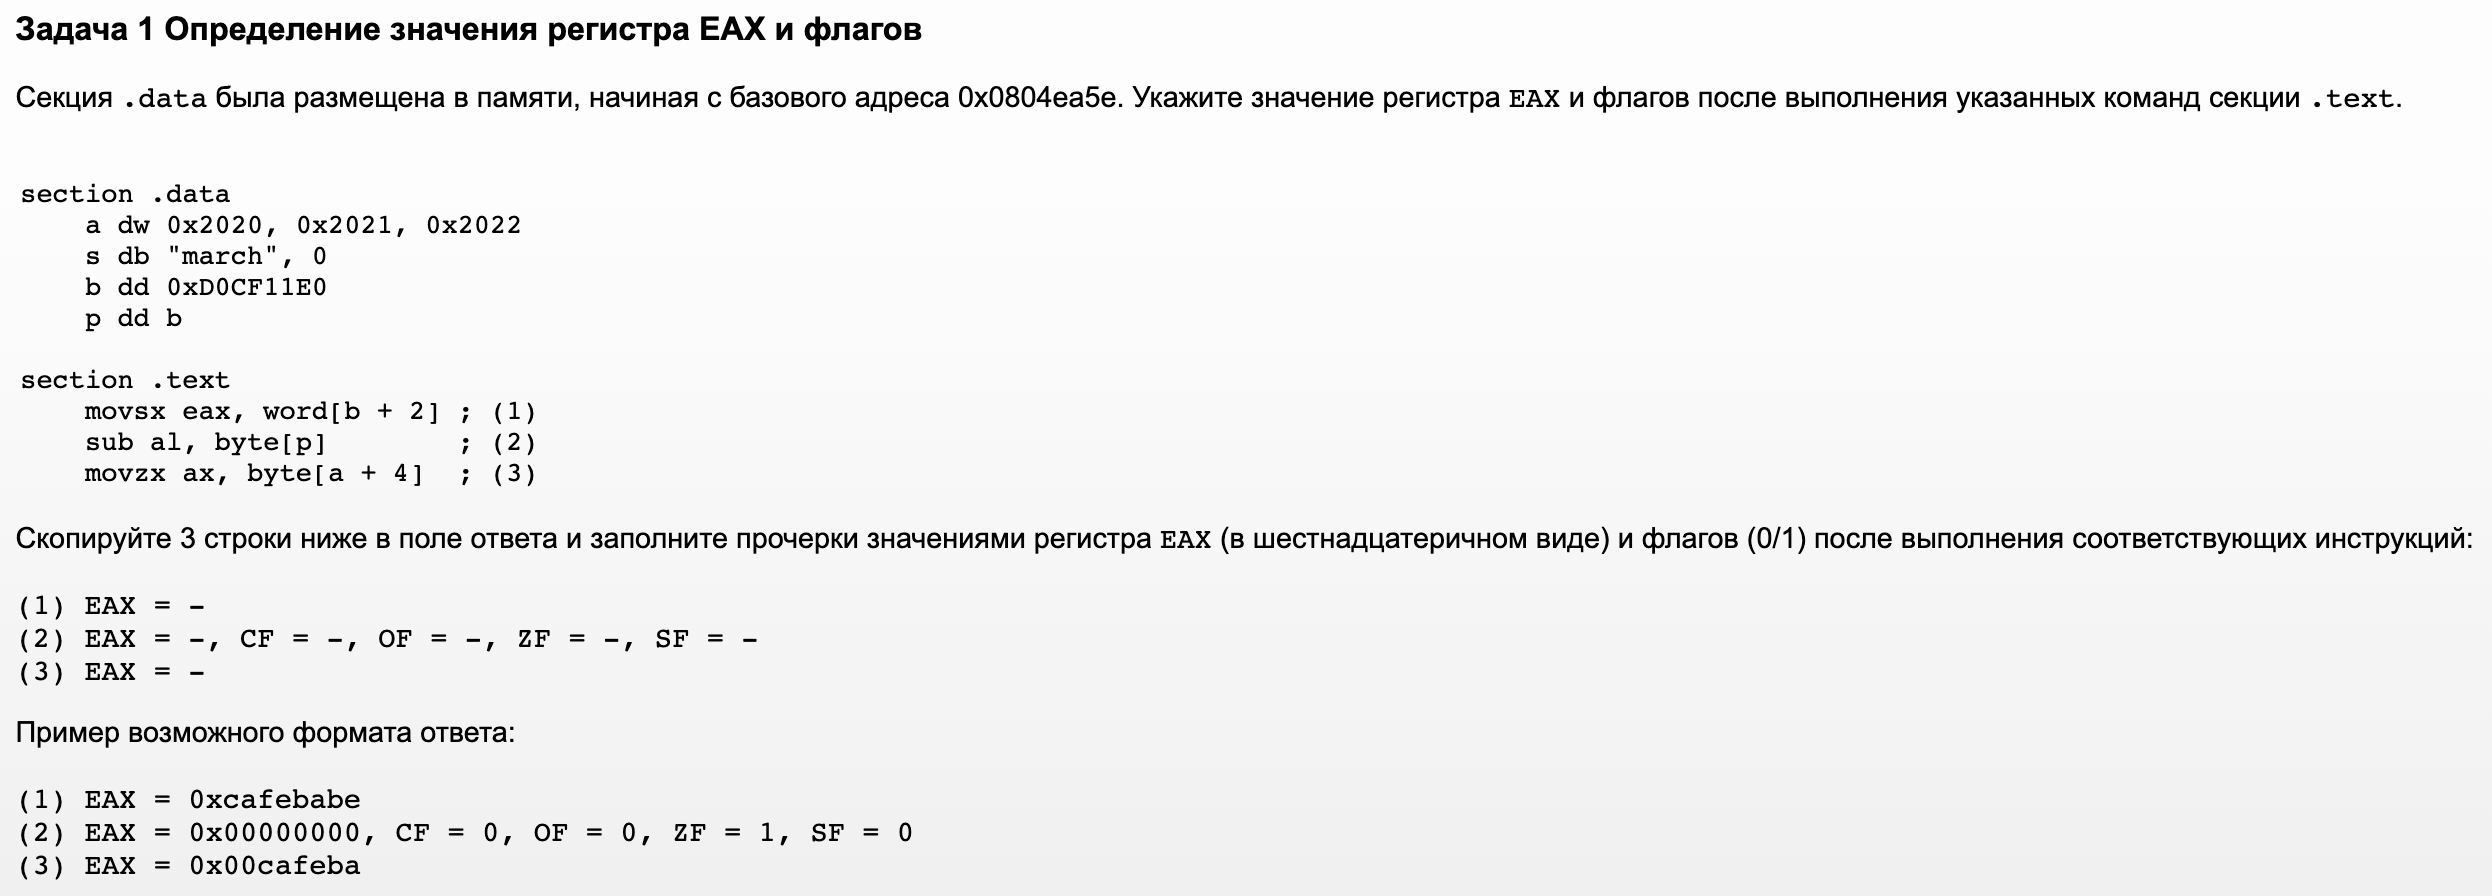 Задача 1 Определение значения регистра EAX и флагов
Секция .data была размещена в памяти, начиная с базового адреса 0x0804ea5e. Укажите значение регистра EAX и флагов после выполнения указанных команд секции .text.
section .data
    a dw 0x2020, 0x2021, 0x2022
    s db "march", 0
    b dd 0xD0CF11E0
    p dd b
section .text
    movsx eax, word[b + 2] ; (1)
    sub al, byte[p]        ; (2)
    movzx ax, byte[a + 4]  ; (3)
Скопируйте 3 строки ниже в поле ответа и заполните прочерки значениями регистра EAX (в шестнадцатеричном виде) и флагов (0/1) после выполнения соответствующих инструкций:
(1) EAX = -
(2) EAX = -, CF = -, OF = -, ZF = -, SF = -
(3) EAX = -
Пример возможного формата ответа:
(1) EAX = 0xcafebabe
(2) EAX = 0x00000000, CF = 0, OF = 0, ZF = 1, SF = 0
(3) EAX = 0x00cafeba